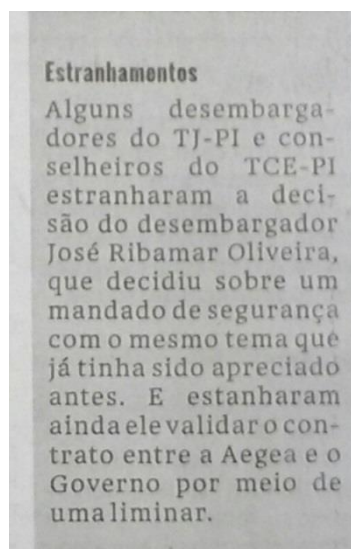 Estranhamentos
Alguns desembarga-
dores do TJ-PI e con-
selheiros do TCE-PI
estranharam a deci-
são do desembargador
José Ribamar Oliveira,
que decidiu sobre um
mandado de segurança
com o mesmo tema que
já tinha sido apreciado
antes. E estanharam
ainda ele validar o con-
trato entre a Aegea e o
Governo por meio de
uma liminar.